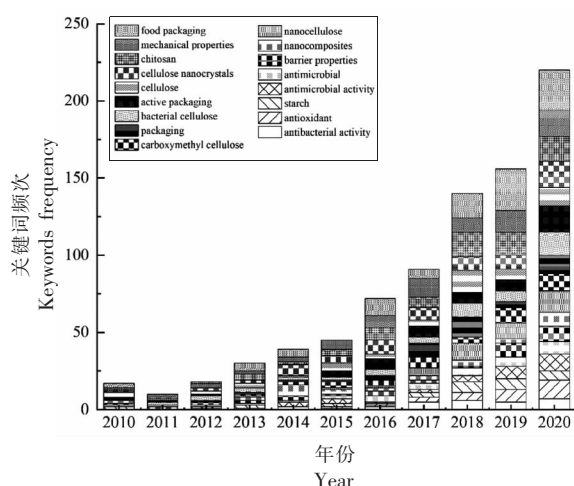 250
200
150
100
50
0
关键词频次
Keywords frequency
food packaging
mechanical properties
chitosan
cellulose nanocrystals
cellulose
active packaging
bacterial cellulose
packaging
carboxymethyl cellulose
nanocellulose
nanocomposites
barrier properties
antimicrobial
antimicrobial activity
starch
antioxidant
antibacterial activity
2010 2011 2012 2013 2014 2015 2016 2017 2018 2019 2020
年份
Year